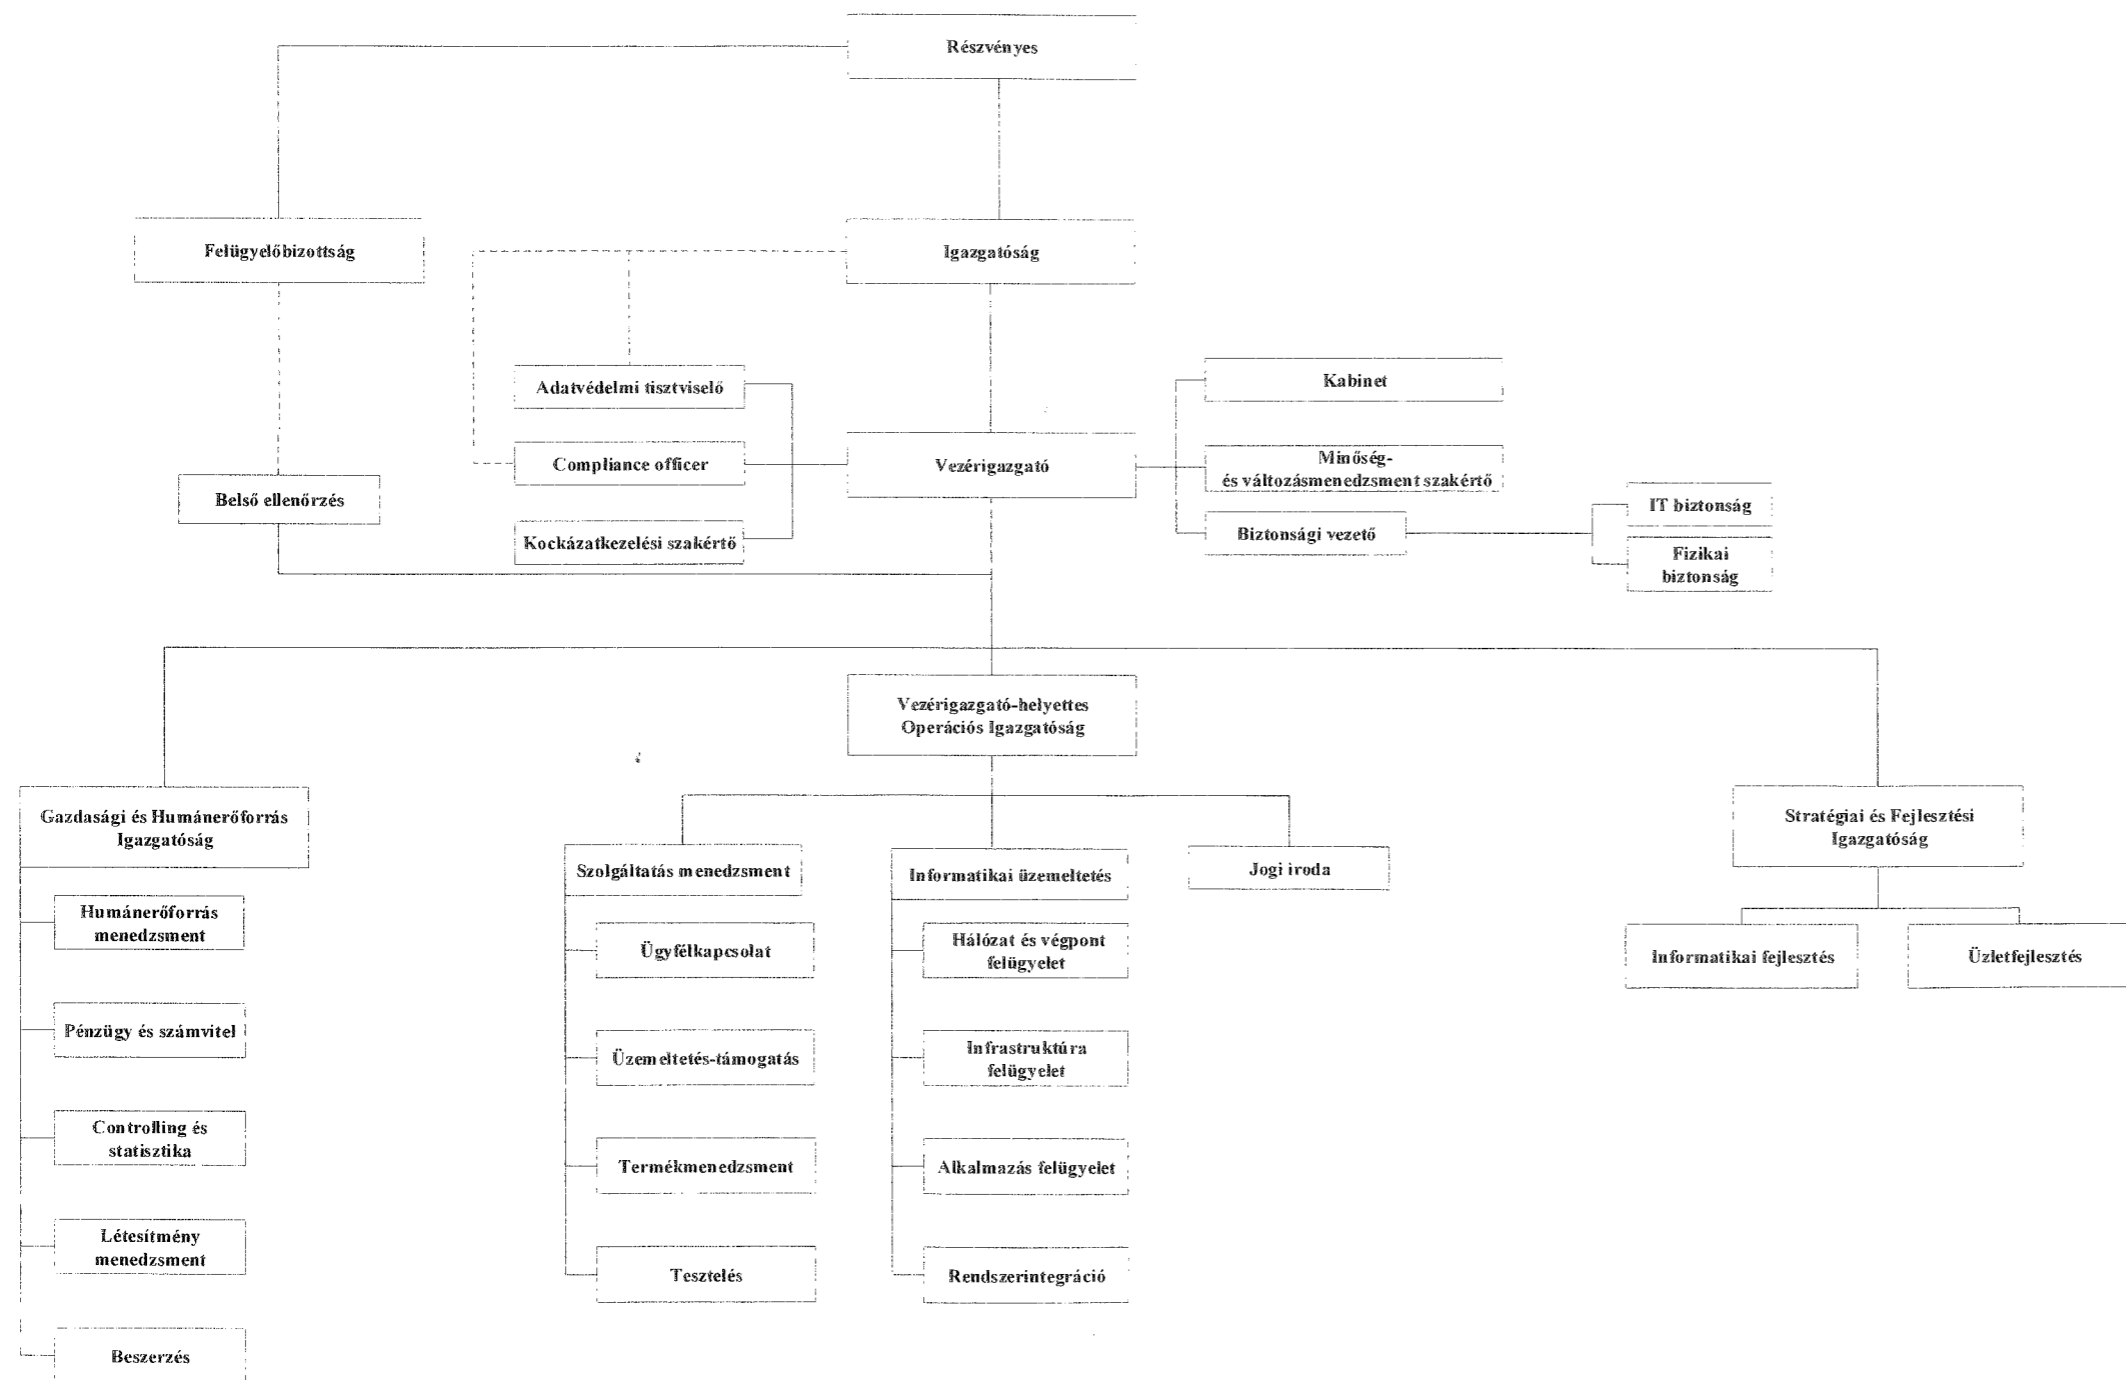 Részvényes
Felügyelőbizottság
Igazgatóság
Adatvédelmi tisztviselő
Compliance officer
Kockázatkezelési szakértő
Belső ellenőrzés
Vezérigazgató
Kabinet
Minőség-
és változásmenedzsment szakértő
Biztonsági vezető
IT biztonság
Fizikai
biztonság
Vezérigazgató-helyettes
Operációs Igazgatóság
Gazdasági és Humánerőforrás
Igazgatóság
Humánerőforrás
menedzsment
Pénzügy és számvitel
Controlling és
statisztika
Létesítmény
menedzsment
Beszerzés
Szolgáltatás menedzsment
Ügyfélkapcsolat
Üzemeltetés-támogatás
Termékmenedzsment
Tesztelés
Informatikai üzemeltetés
Hálózat és végpont
felügyelet
Infrastruktúra
felügyelet
Alkalmazás felügyelet
Rendszerintegráció
Jogi iroda
Stratégiai és Fejlesztési
Igazgatóság
Informatikai fejlesztés
Üzletfejlesztés